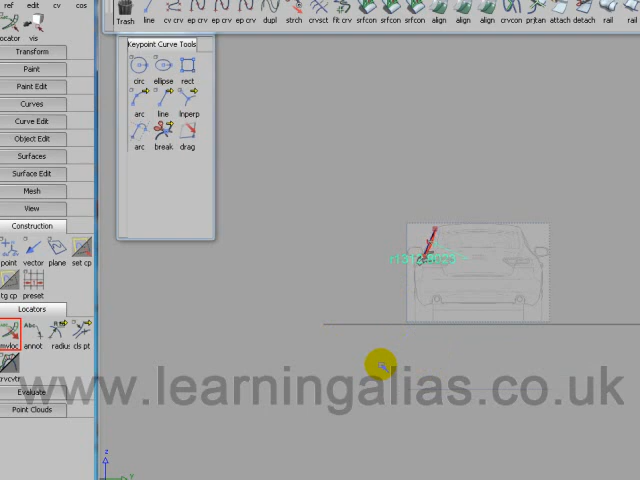 ref edit cv cos
Trash line cv crv ep crv ep crv ep crv dupl strch crvsct fit crv srfcon srfcon srfcon align align crvcon prjtan attach detach rail rail
vis
Transform
Paint
Paint Edit
Curves
Curve Edit
Object Edit
Surfaces
Surface Edit
Mesh
View
Construction
point vector plane set cp
tg cp preset
Locators
mvloc annot radius cls pt
crvcvtr
Evaluate
Point Clouds
Keypoint Curve Tools
circ ellipse rect
arc line lnperp
arc break drag
www.learningalias.co.uk
z
Y